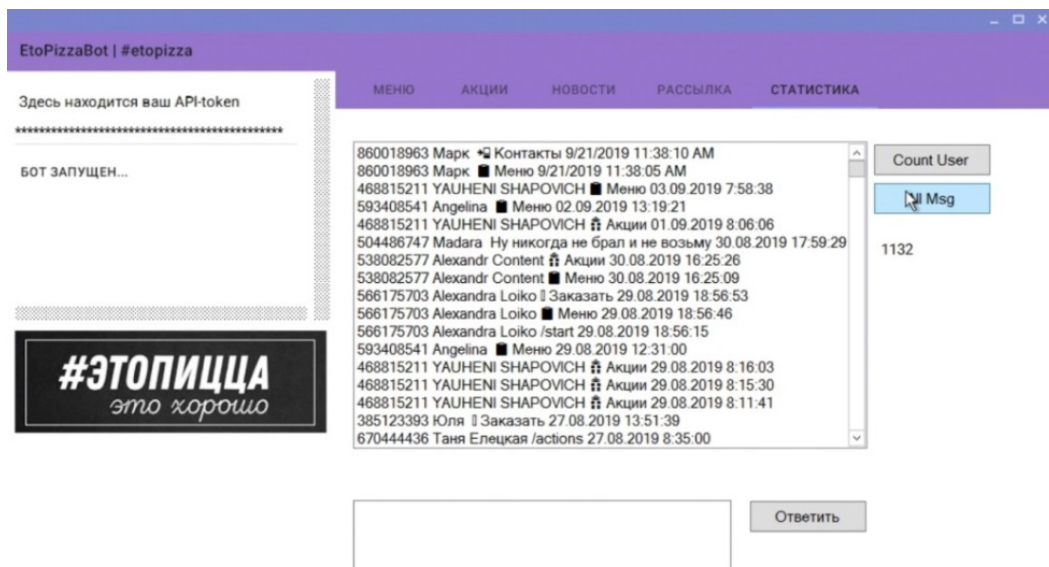 EtoPizzaBot | #etopizza
Здесь находится ваш API-token
БОТ ЗАПУЩЕН...
#ЭТОПИЦЦА
это хорошо
МЕНЮ АКЦИИ НОВОСТИ РАССЫЛКА СТАТИСТИКА
860018963 Марк 📲 Контакты 9/21/2019 11:38:10 AM
860018963 Марк 📋 Меню 9/21/2019 11:38:05 AM
468815211 YAUHENI SHAPOVICH 📋 Меню 03.09.2019 7:58:38
593408541 Angelina 📋 Меню 02.09.2019 13:19:21
468815211 YAUHENI SHAPOVICH Акции 01.09.2019 8:06:06
504486747 Madara Ну никогда не брал и не возьму 30.08.2019 17:59:29
538082577 Alexandr Content Акции 30.08.2019 16:25:26
538082577 Alexandr Content 📋 Меню 30.08.2019 16:25:09
566175703 Alexandra Loiko Заказать 29.08.2019 18:56:53
566175703 Alexandra Loiko 📋 Меню 29.08.2019 18:56:46
566175703 Alexandra Loiko /start 29.08.2019 18:56:15
593408541 Angelina 📋 Меню 29.08.2019 12:31:00
468815211 YAUHENI SHAPOVICH Акции 29.08.2019 8:16:03
468815211 YAUHENI SHAPOVICH Акции 29.08.2019 8:15:30
468815211 YAUHENI SHAPOVICH Акции 29.08.2019 8:11:41
385123393 Юля Заказать 27.08.2019 13:51:39
670444436 Таня Елецкая /actions 27.08.2019 8:35:00
Count User
Msg
1132
Ответить